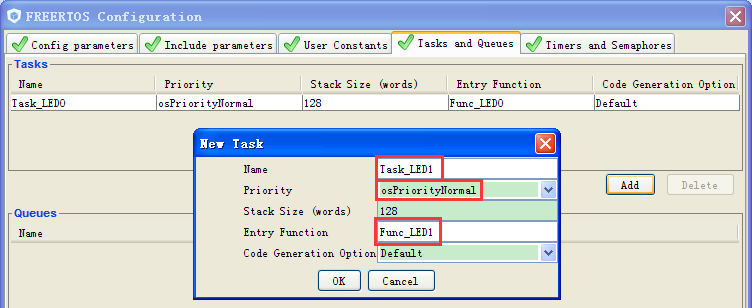 FREERTOS Configuration
Config parameters Include parameters User Constants Tasks and Queues Timers and Semaphores
Tasks
Name Priority Stack Size (words) Entry Function Code Generation Option
Task_LED0 osPriorityNormal 128 Func_LED0 Default
New Task
Name Task_LED1
Priority osPriorityNormal
Stack Size (words) 128
Entry Function Func_LED1
Code Generation Option Default
OK Cancel
Add Delete
Queues
Name